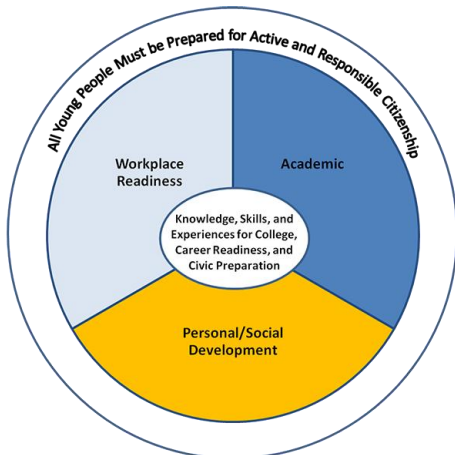 All Young People Must be Prepared for Active and Responsible Citizenship
Workplace
Readiness
Academic
Knowledge, Skills, and
Experiences for College,
Career Readiness, and
Civic Preparation
Personal/Social
Development